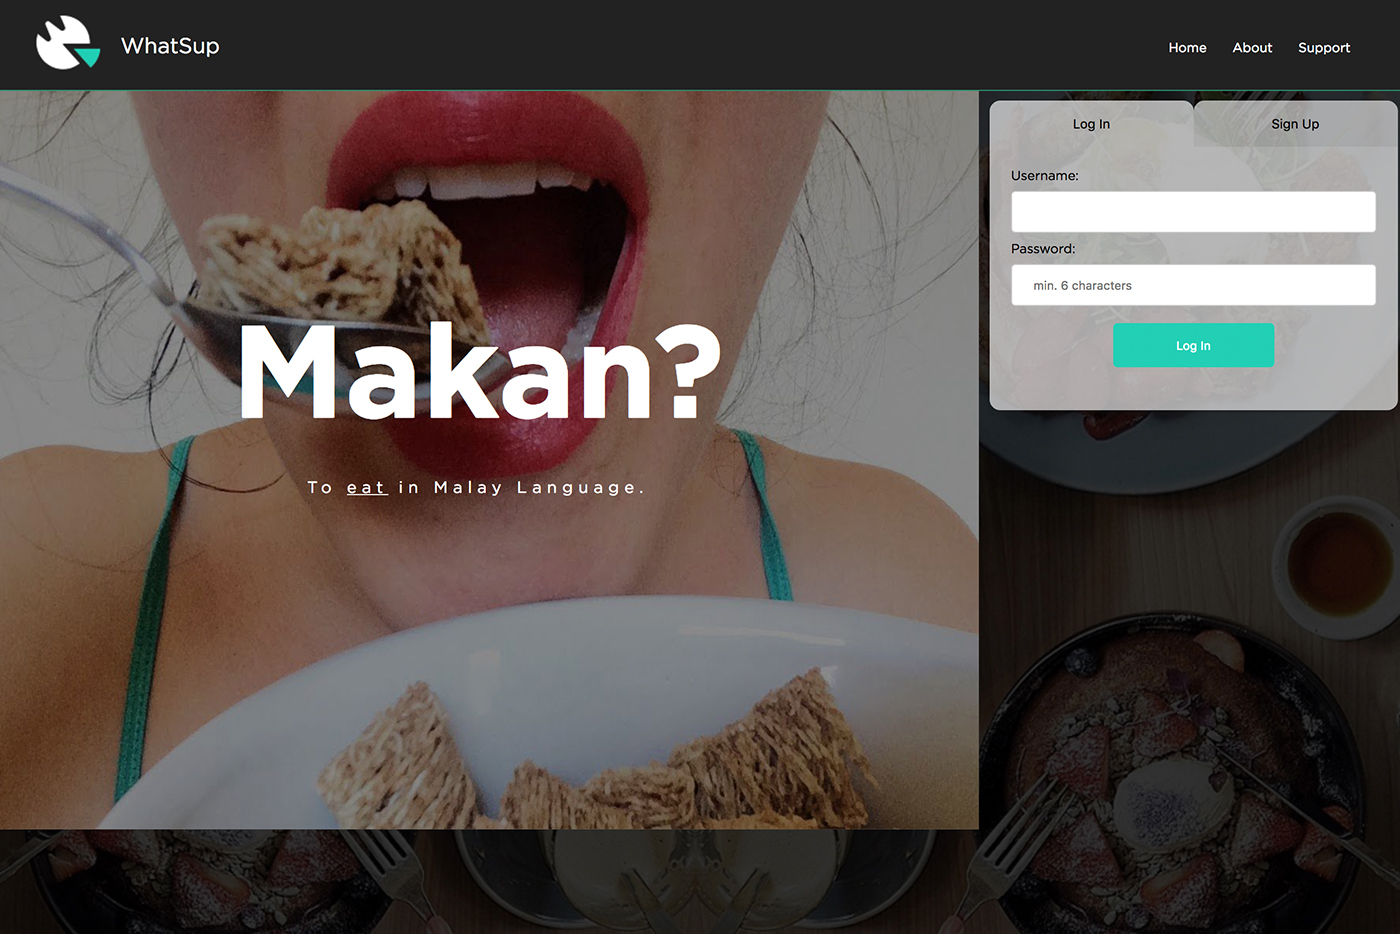 WhatSup
Home About Support
Log In Sign Up
Username:
Password:
min. 6 characters
Log In
Makan?
To eat in Malay Language.